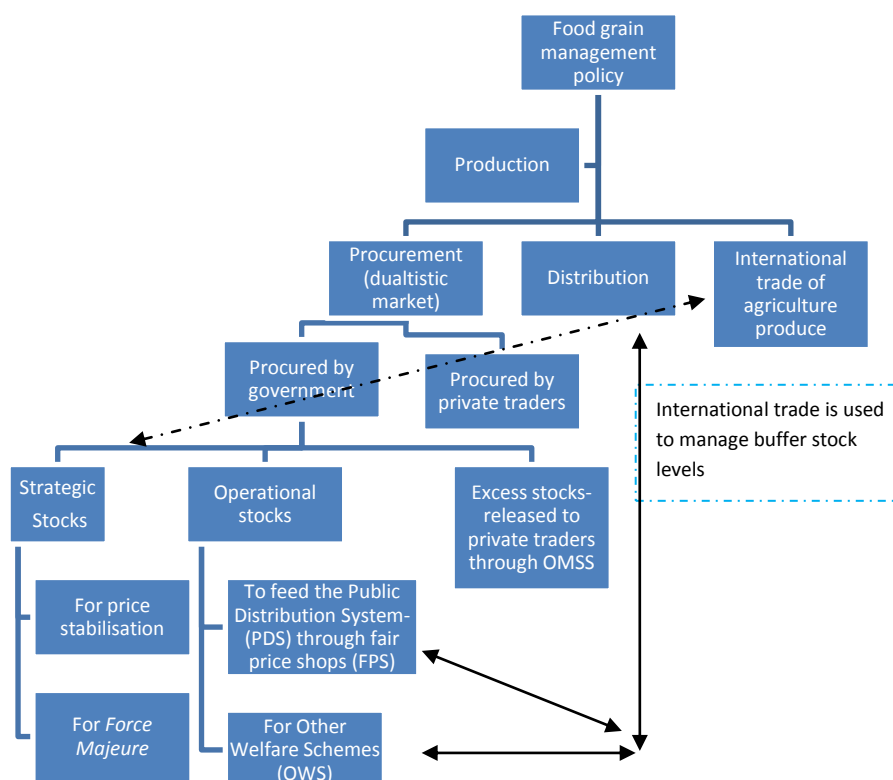 Food grain
management
policy
Production
Procurement
(dualtistic
market)
Distribution
International
trade of
agriculture
produce
Procured by
government
Procured by
private traders
International trade is used
to manage buffer stock
levels
Strategic
Stocks
Operational
stocks
Excess stocks-
released to
private traders
through OMSS
For price
stabilisation
To feed the Public
Distribution System-
(PDS) through fair
price shops (FPS)
For Force
Majeure
For Other
Welfare Schemes
(OWS)